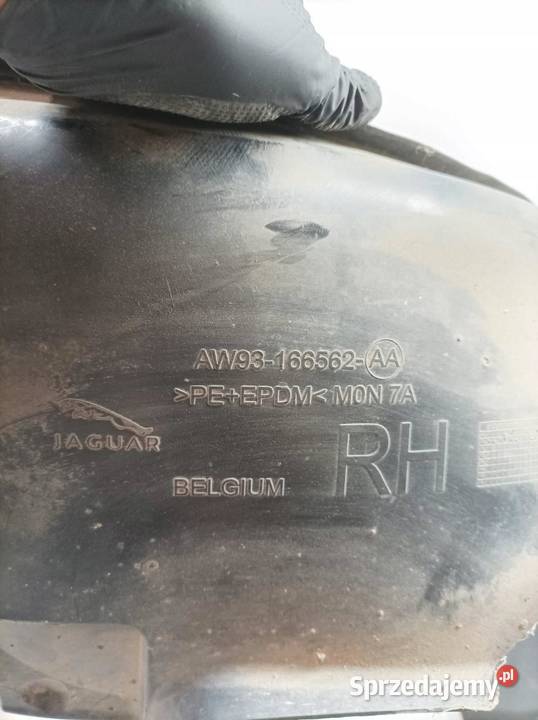 AW93-166562-AA
>PE+EPDM< M0N 7A
JAGUAR
RH
BELGIUM
Sprzedajemy.pl